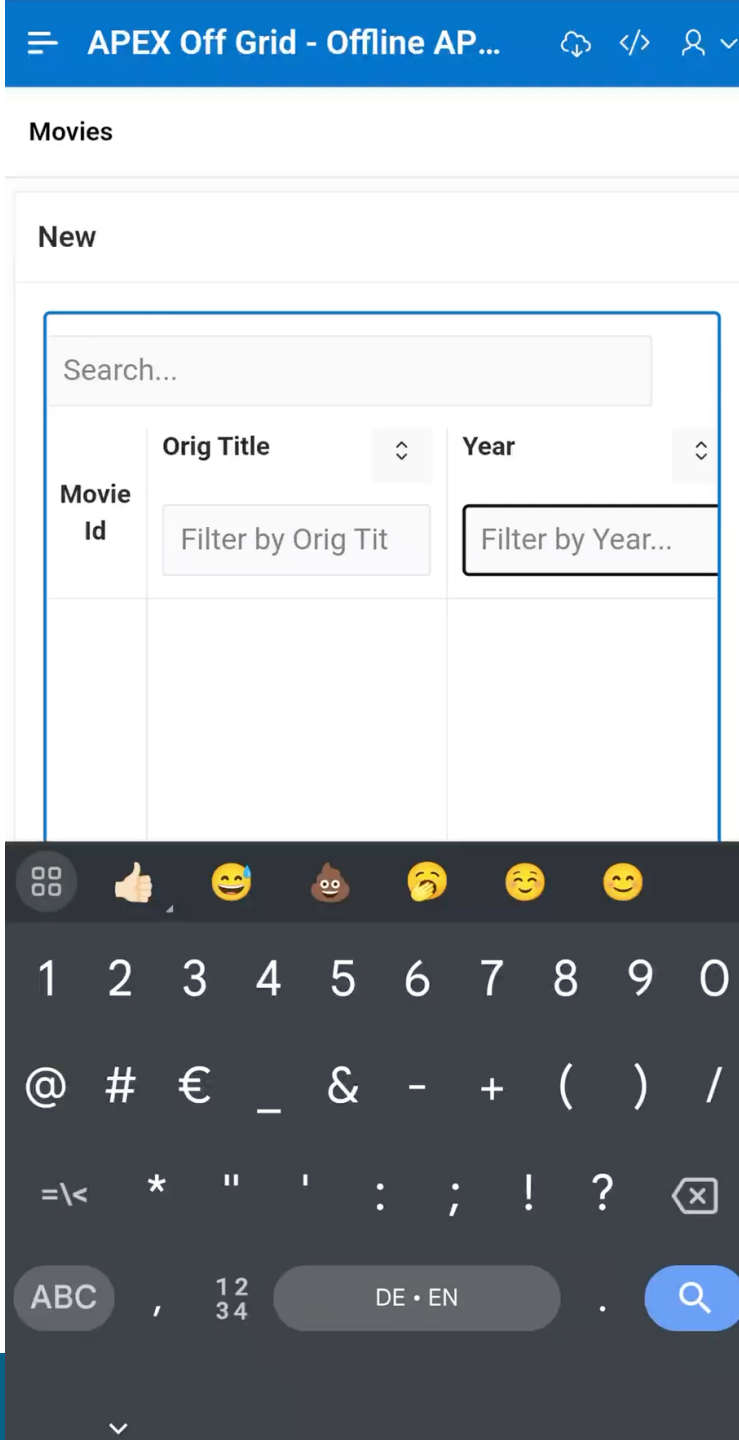 APEX Off Grid - Offline AP...
</>
Movies
New
Search...
Orig Title
Year
Movie
Id
Filter by Orig Tit
Filter by Year...
1 2 3 4 5 6 7 8 9 0
@ # € _ & - + ( ) /
=\< * " ' : ; ! ?
ABC , 12 34 DE • EN .